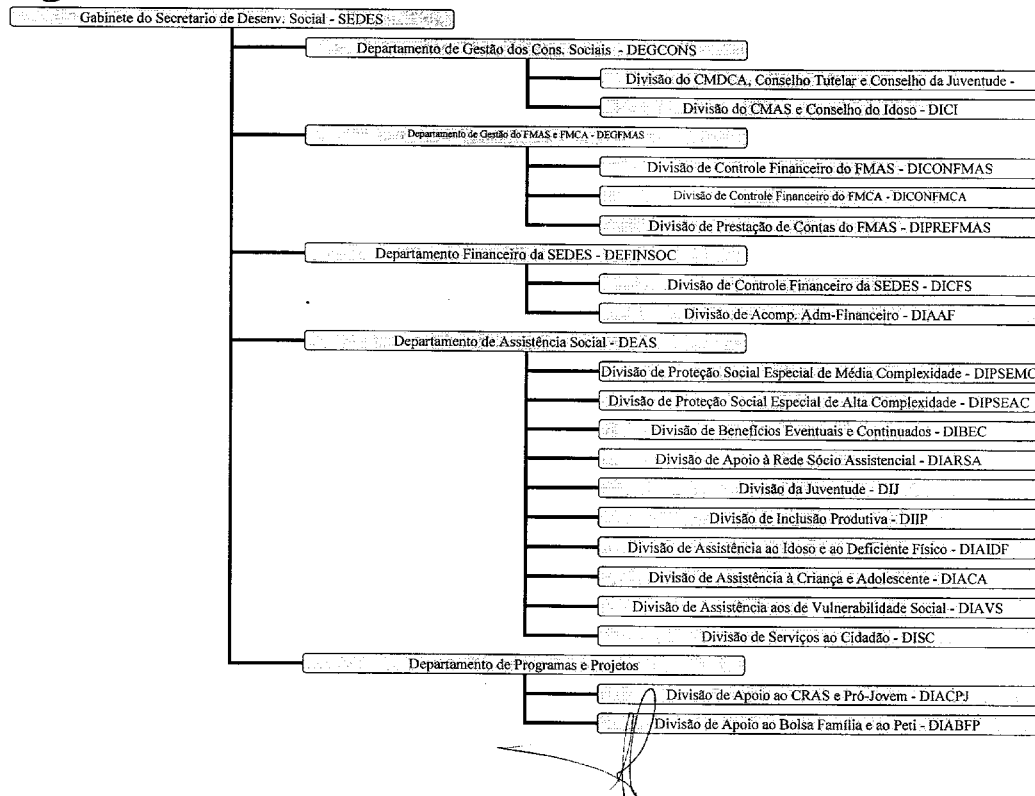 Gabinete do Secretario de Desenv. Social - SEDES
Departamento de Gestão dos Cons. Sociais - DEGCONS
Divisão do CMDCA, Conselho Tutelar e Conselho da Juventude -
Divisão do CMAS e Conselho do Idoso - DICI
Departamento de Gestão do FMAS e FMCA - DEGFMAS
Divisão de Controle Financeiro do FMAS - DICONFMAS
Divisão de Controle Financeiro do FMCA - DICONFMCA
Divisão de Prestação de Contas do FMAS - DIPREFMAS
Departamento Financeiro da SEDES - DEFINSOC
Divisão de Controle Financeiro da SEDES - DICFS
Divisão de Acomp. Adm-Financeiro - DIAAF
Departamento de Assistência Social - DEAS
Divisão de Proteção Social Especial de Média Complexidade - DIPSEMC
Divisão de Proteção Social Especial de Alta Complexidade - DIPSEAC
Divisão de Benefícios Eventuais e Continuados - DIBEC
Divisão de Apoio à Rede Sócio Assistencial - DIARSA
Divisão da Juventude - DIJ
Divisão de Inclusão Produtiva - DIIP
Divisão de Assistência ao Idoso e ao Deficiente Físico - DIAIDF
Divisão de Assistência à Criança e Adolescente - DIACA
Divisão de Assistência aos de Vulnerabilidade Social - DIAVS
Divisão de Serviços ao Cidadão - DISC
Departamento de Programas e Projetos
Divisão de Apoio ao CRAS e Pró-Jovem - DIACPJ
Divisão de Apoio ao Bolsa Família e ao Peti - DIABFP